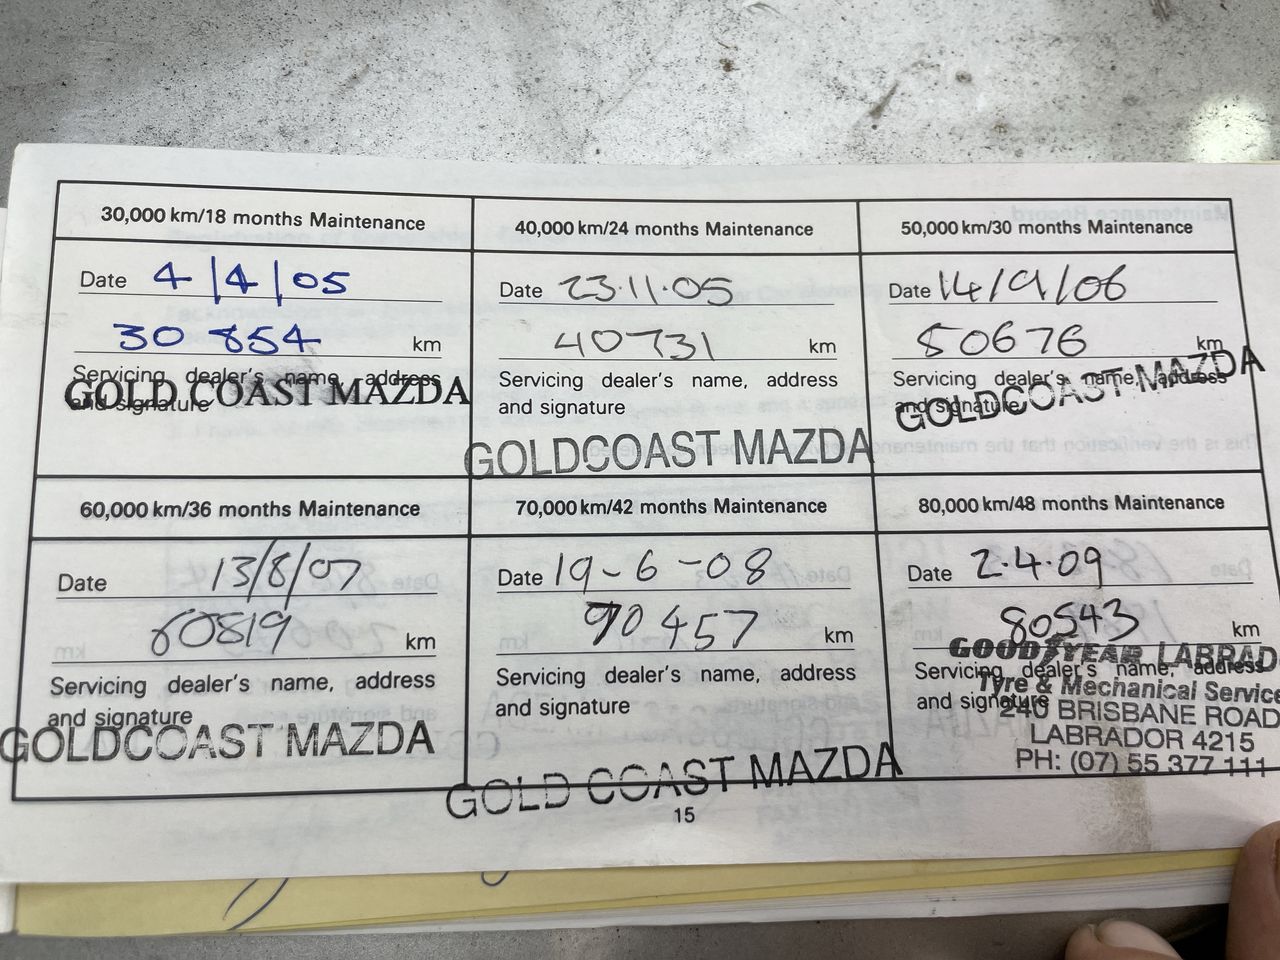 30,000 km/18 months Maintenance
Date 4/4/05
30 854 km
Servicing dealer's name, address
and signature
GOLD COAST MAZDA
40,000 km/24 months Maintenance
Date 23.11.05
40731 km
Servicing dealer's name, address
and signature
GOLDCOAST MAZDA
50,000 km/30 months Maintenance
Date 14/9/06
50676 km
Servicing dealer's name, address
and signature
GOLDCOAST MAZDA
60,000 km/36 months Maintenance
Date 13/8/07
60819 km
Servicing dealer's name, address
and signature
GOLDCOAST MAZDA
70,000 km/42 months Maintenance
Date 19-6-08
70457 km
Servicing dealer's name, address
and signature
GOLD COAST MAZDA
80,000 km/48 months Maintenance
Date 2.4.09
80543 km
Servicing dealer's name, address
and signature
GOODYEAR LABRAD
Tyre & Mechanical Service
240 BRISBANE ROAD
LABRADOR 4215
PH: (07) 55 377 111
15